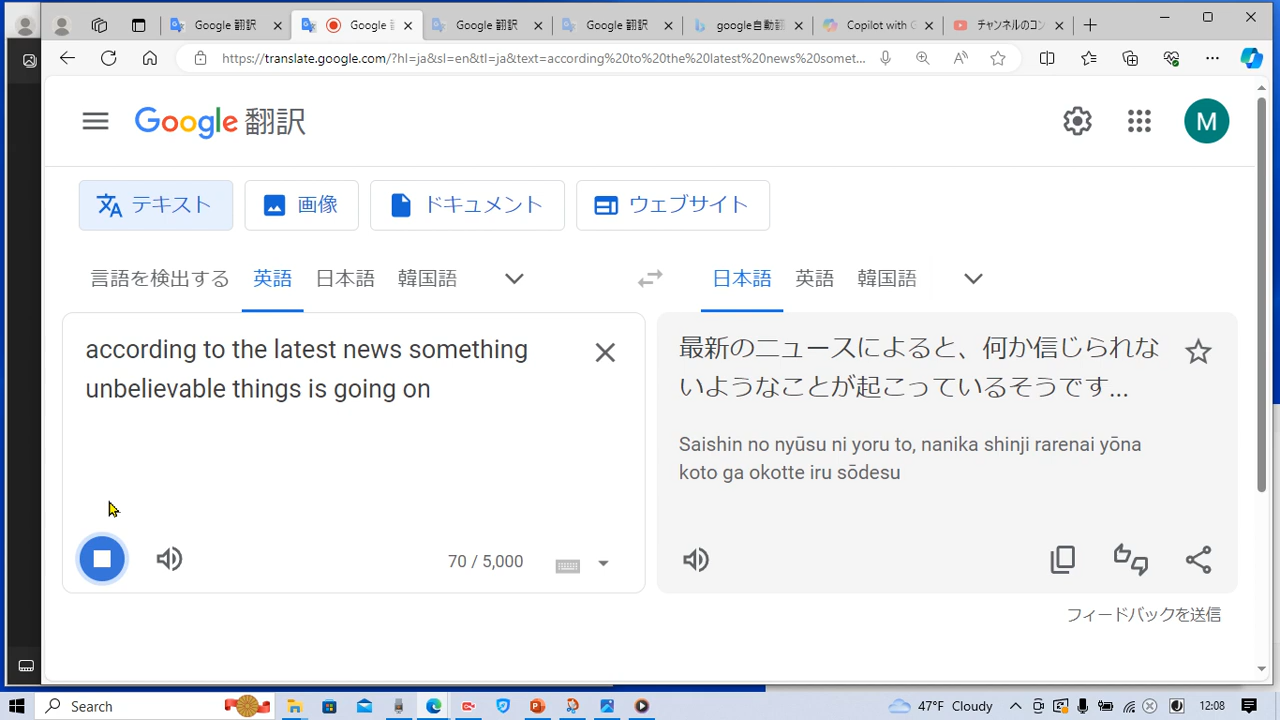 Google 翻訳
Google
Google 翻訳
Google 翻訳
google自動翻
Copilot with G
チャンネルのコン
https://translate.google.com/?hl=ja&sl=en&tl=ja&text=according%20to%20the%20latest%20news%20somet...
Google 翻訳
M
テキスト
画像
ドキュメント
ウェブサイト
言語を検出する 英語 日本語 韓国語
日本語 英語 韓国語
according to the latest news something
unbelievable things is going on
70 / 5,000
最新のニュースによると、何か信じられな
いようなことが起こっているそうです...
Saishin no nyūsu ni yoru to, nanika shinji rarenai yōna
koto ga okotte iru sōdesu
フィードバックを送信
Search
47°F Cloudy
12:08